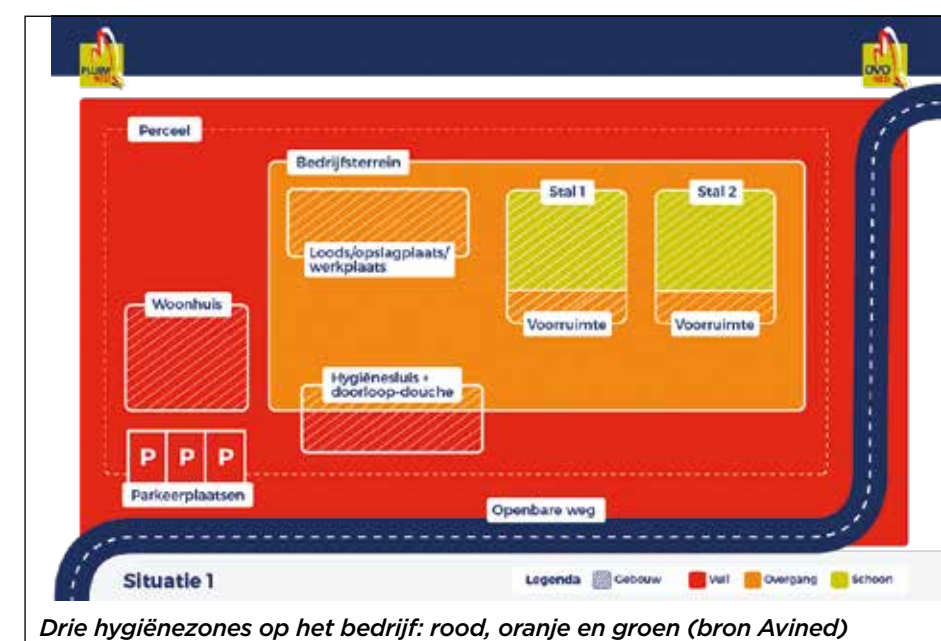 PLUIM
NED
OVO
NED
Perceel
Bedrijfsterrein
Stal 1
Stal 2
Loods/opslagplaats/
werkplaats
Woonhuis
Voorruimte
Voorruimte
Hygiënesluis +
doorloop-douche
P P P
Parkeerplaatsen
Openbare weg
Situatie 1
Legenda Gebouw Vuil Overgang Schoon
Drie hygiënezones op het bedrijf: rood, oranje en groen (bron Avined)